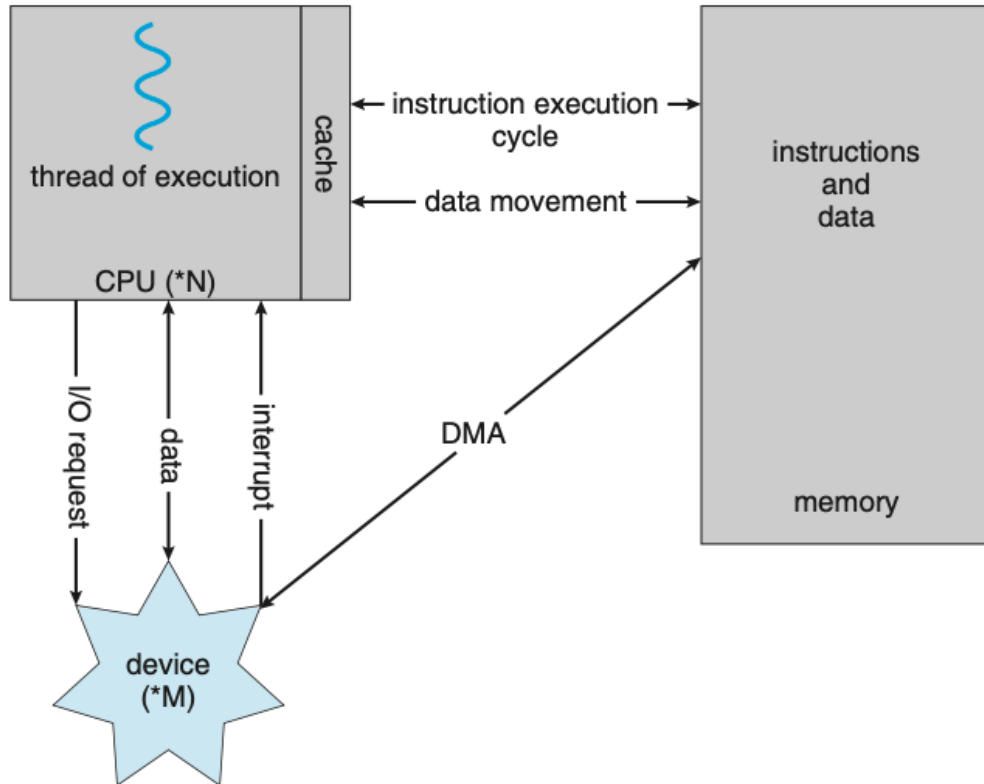 thread of execution
cache
CPU (*N)
instruction execution
cycle
data movement
instructions
and
data
memory
I/O request
data
interrupt
DMA
device
(*M)